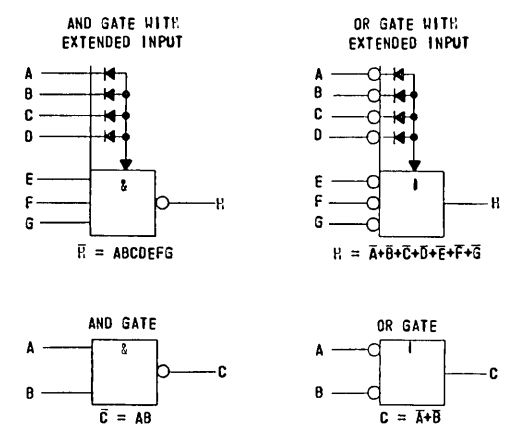 AND GATE WITH
EXTENDED INPUT
A
B
C
D
E
F
G
&
H
H̅ = ABCDEFG
OR GATE WITH
EXTENDED INPUT
A
B
C
D
E
F
G
I
H
H = A̅+B̅+C̅+D̅+E̅+F̅+G̅
AND GATE
A
B
&
C
C̅ = AB
OR GATE
A
B
I
C
C = A̅+B̅